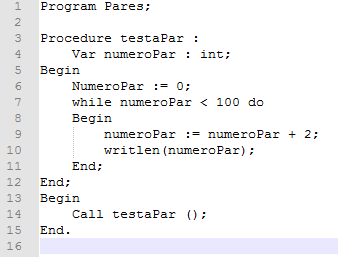 1 Program Pares;
2
3 Procedure testaPar :
4 Var numeroPar : int;
5 Begin
6 NumeroPar := 0;
7 while numeroPar < 100 do
8 Begin
9 numeroPar := numeroPar + 2;
10 writlen(numeroPar);
11 End;
12 End;
13 Begin
14 Call testaPar ();
15 End.
16